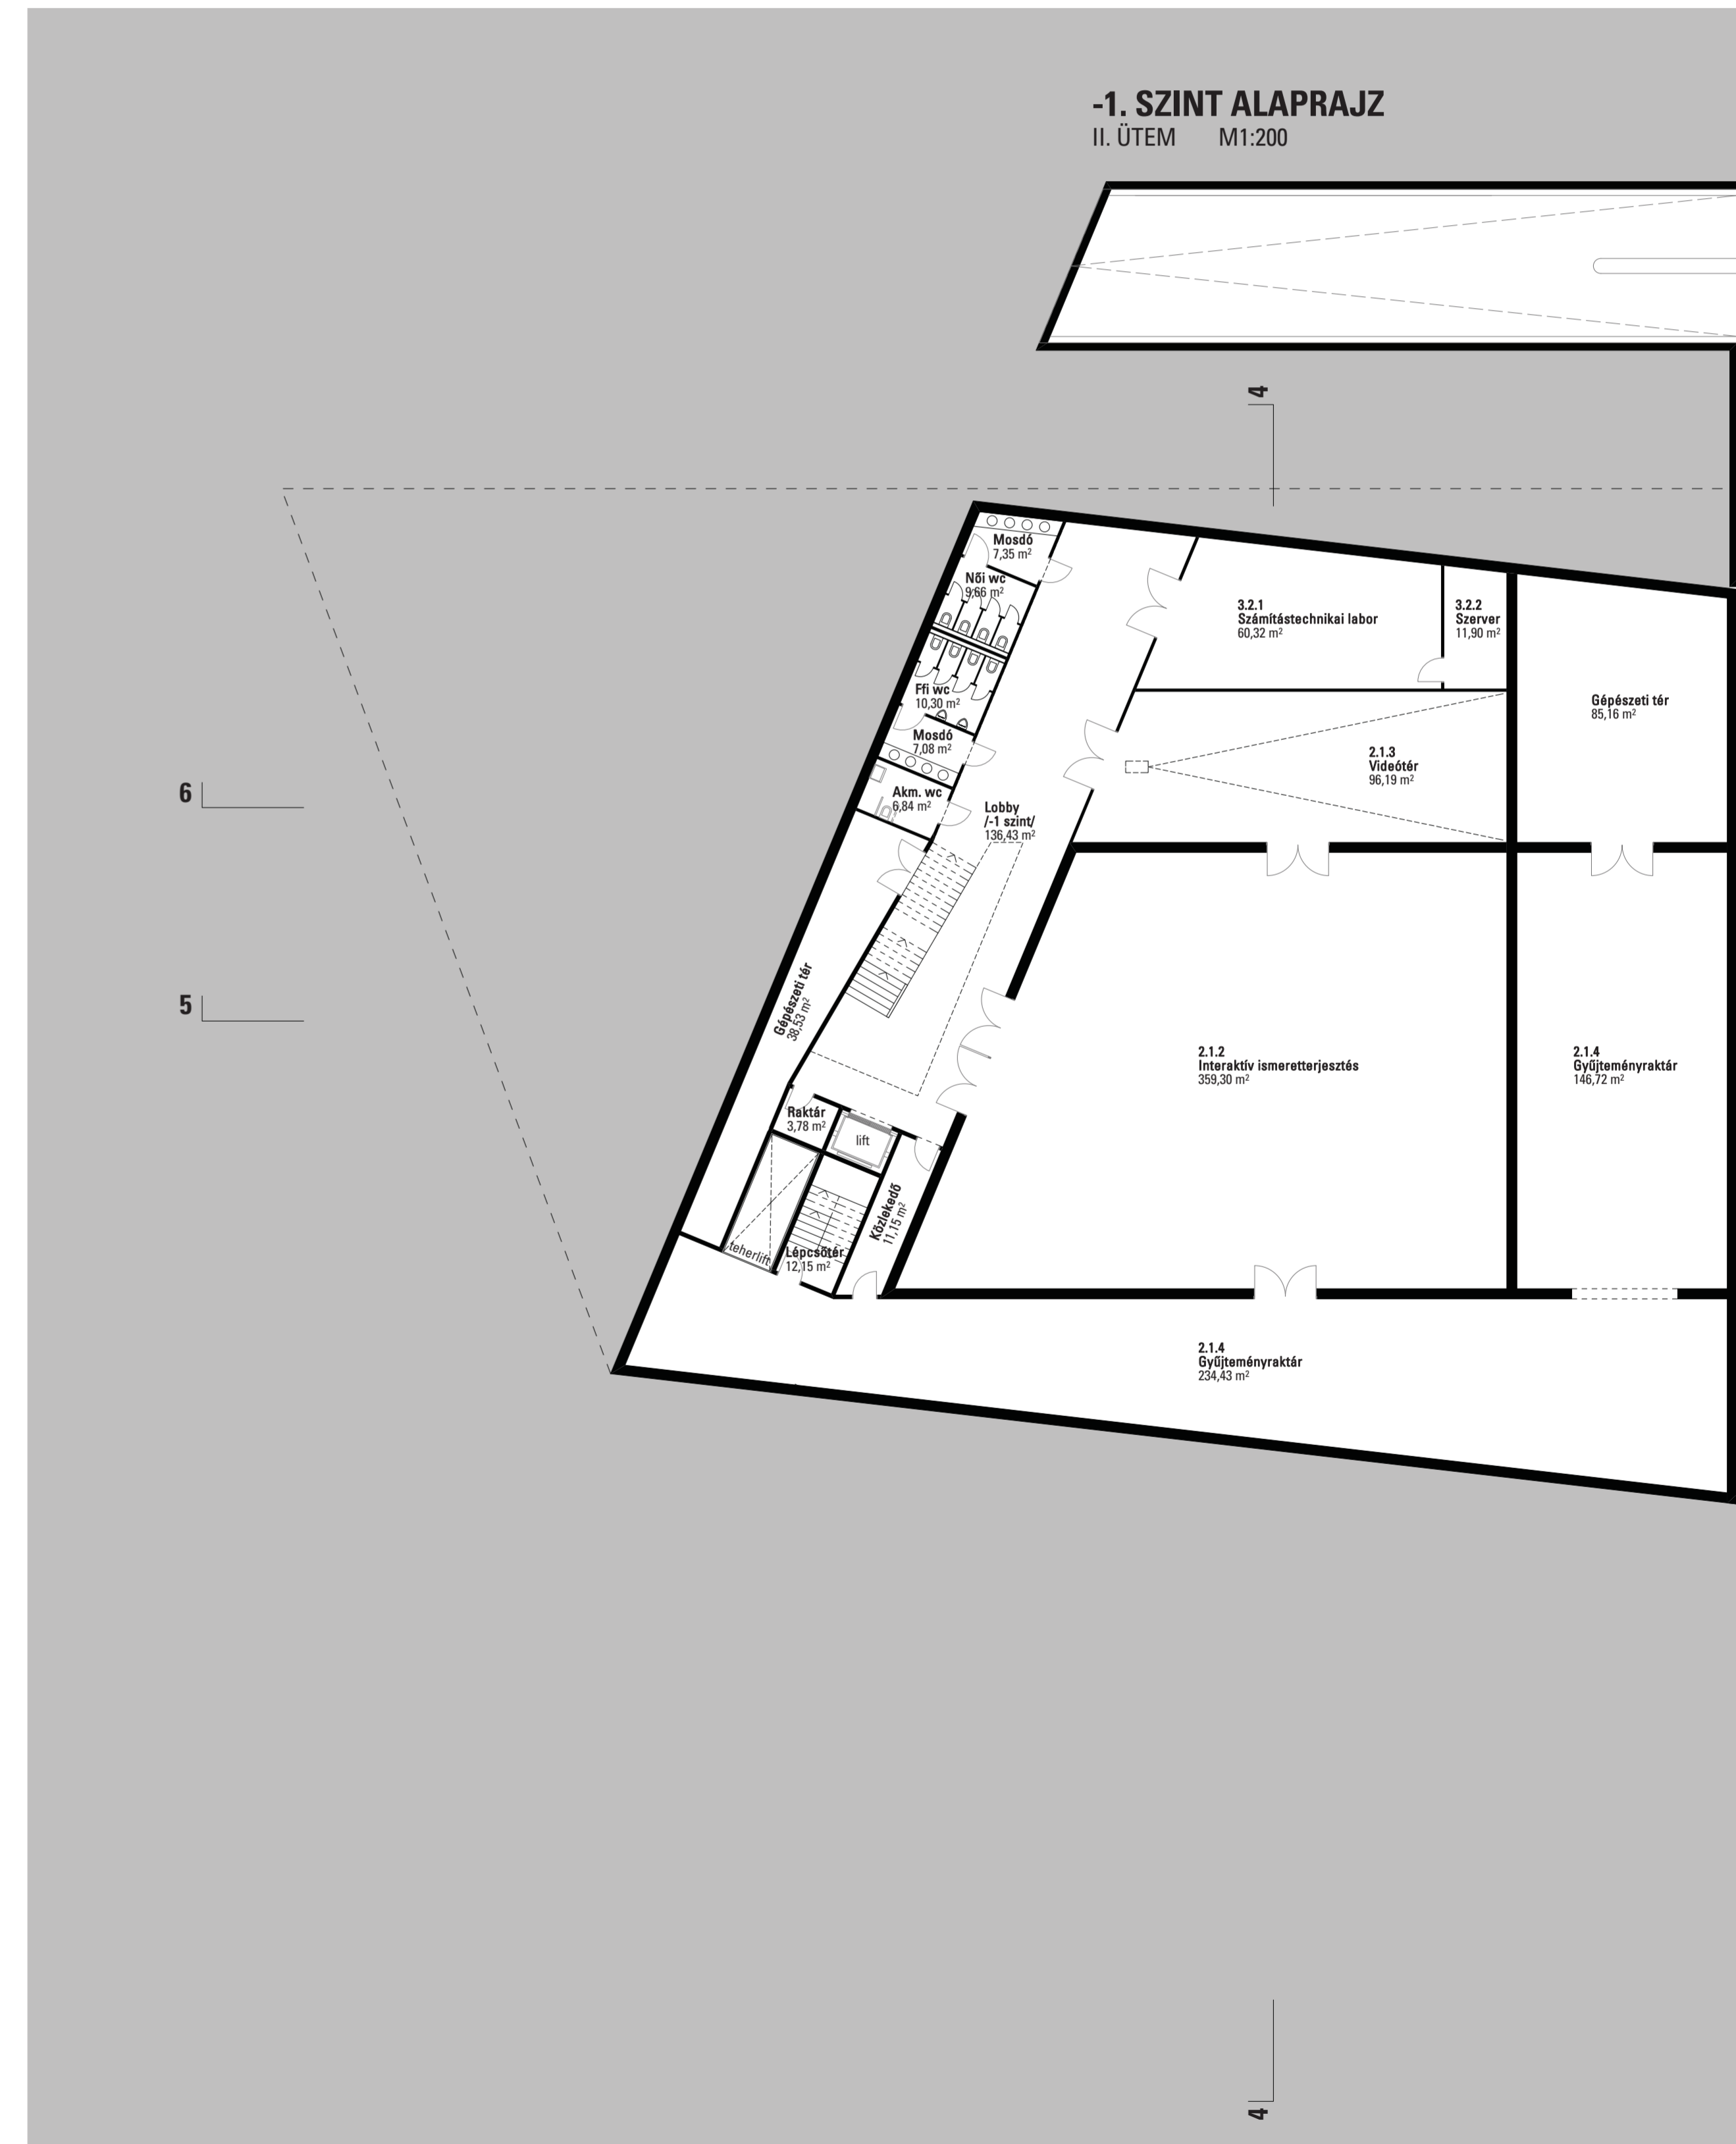 -1. SZINT ALAPRAJZ
II. ÜTEM M1:200
4
Mosdó
7,35 m²
Női wc
9,66 m²
3.2.1
Számítástechnikai labor
60,32 m²
3.2.2
Szerver
11,90 m²
Ffi wc
10,30 m²
Gépészeti tér
85,16 m²
Mosdó
7,08 m²
2.1.3
Videótér
96,19 m²
6
Akm. wc
6,84 m²
Lobby
/-1 szint/
136,43 m²
5
Gépészeti tér
38,53 m²
2.1.2
Interaktív ismeretterjesztés
359,30 m²
2.1.4
Gyűjteményraktár
146,72 m²
Raktár
3,78 m²
lift
Közlekedő
11,15 m²
teherlift
Lépcsőtér
12,15 m²
2.1.4
Gyűjteményraktár
234,43 m²
4